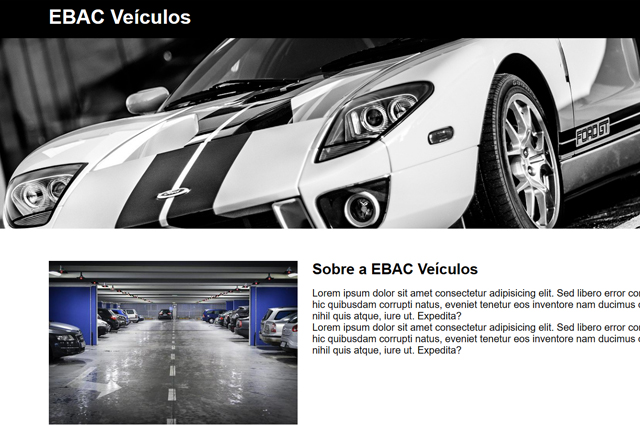 EBAC Veículos
FORD GT
Sobre a EBAC Veículos
Lorem ipsum dolor sit amet consectetur adipisicing elit. Sed libero error
hic quibusdam corrupti natus, eveniet tenetur eos inventore nam ducimus
nihil quis atque, iure ut. Expedita?
Lorem ipsum dolor sit amet consectetur adipisicing elit. Sed libero error
hic quibusdam corrupti natus, eveniet tenetur eos inventore nam ducimus
nihil quis atque, iure ut. Expedita?